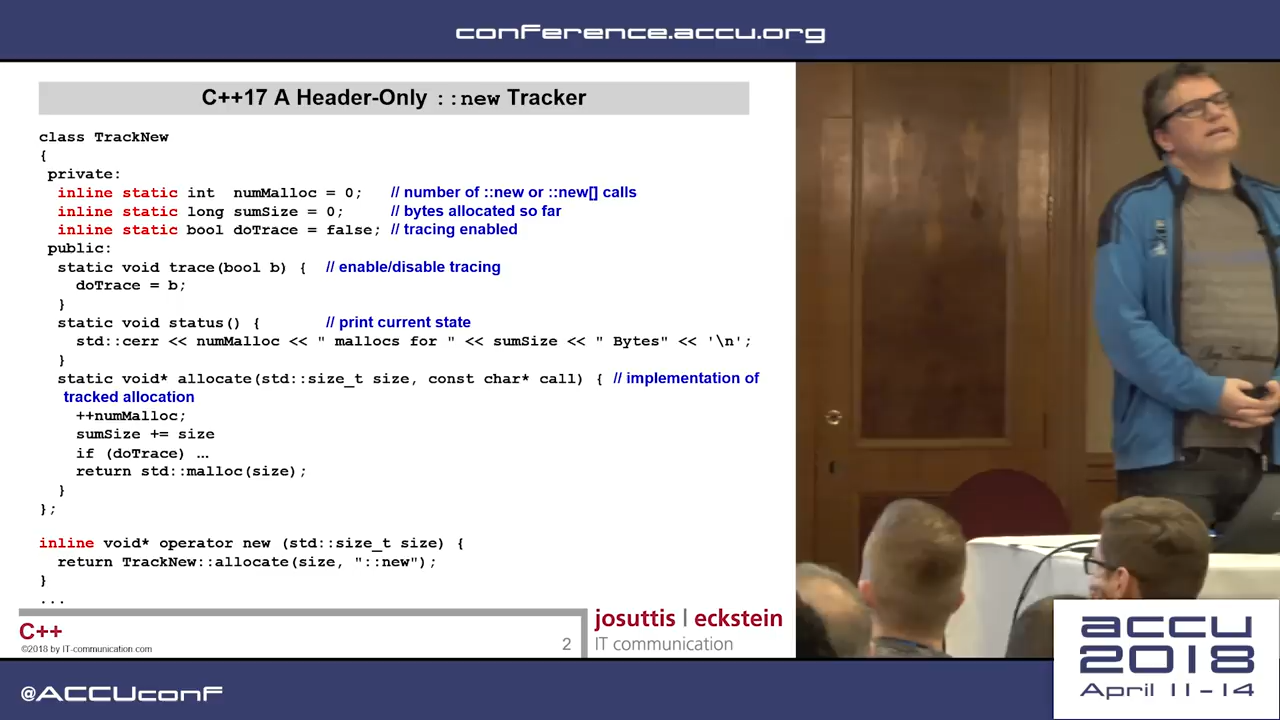 conference.accu.org
C++17 A Header-Only ::new Tracker
class TrackNew
{
private:
inline static int numMalloc = 0; // number of ::new or ::new[] calls
inline static long sumSize = 0; // bytes allocated so far
inline static bool doTrace = false; // tracing enabled
public:
static void trace(bool b) { // enable/disable tracing
doTrace = b;
}
static void status() { // print current state
std::cerr << numMalloc << " mallocs for " << sumSize << " Bytes" << '\n';
}
static void* allocate(std::size_t size, const char* call) { // implementation of
tracked allocation
++numMalloc;
sumSize += size
if (doTrace) …
return std::malloc(size);
}
};
inline void* operator new (std::size_t size) {
return TrackNew::allocate(size, "::new");
}
...
C++
©2018 by IT-communication.com
2
josuttis | eckstein
IT communication
accu
2018
April 11-14
@ACCUconf